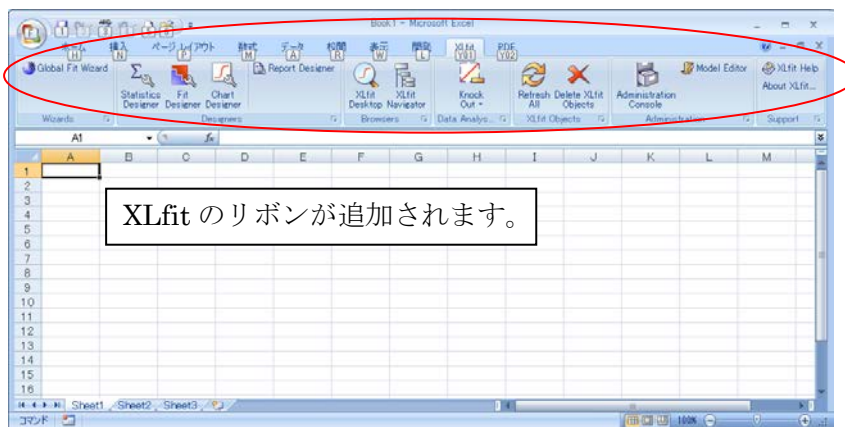 Book1 - Microsoft Excel
ホーム 挿入 ページ レイアウト 数式 データ 校閲 表示 開発 XLfit PDF
H N P M A R W L Y01 Y02
Global Fit Wizard Statistics Designer Fit Designer Chart Designer Report Designer XLfit Desktop XLfit Navigator Knock Out Refresh All Delete XLfit Objects Administration Console Model Editor XLfit Help
About XLfit...
Wizards Designers Browsers Data Analys... XLfit Objects Administration Support
A1 fx
A B C D E F G H I J K L M
1
2
3
4
5
6
7
8
9
10
11
12
13
14
15
16
XLfit のリボンが追加されます。
Sheet1 Sheet2 Sheet3
コマンド 100%